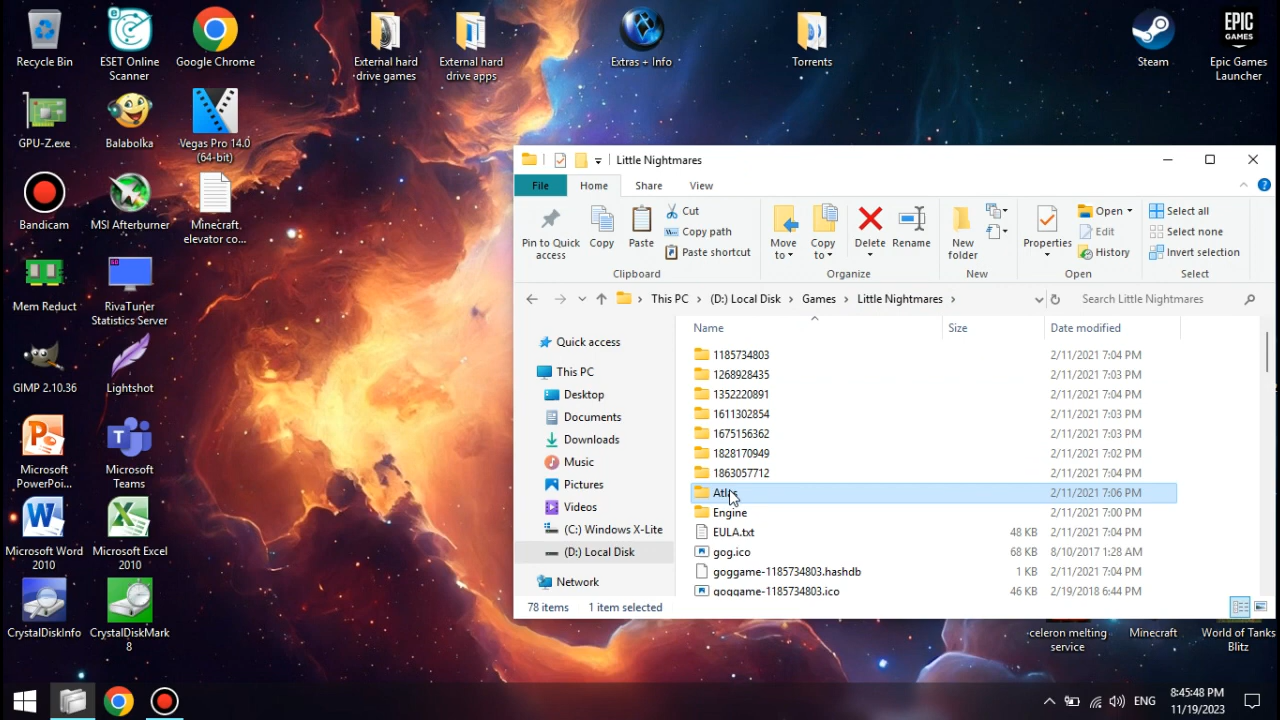 Recycle Bin
ESET Online
Scanner
Google Chrome
External hard
drive games
External hard
drive apps
Extras + Info
Torrents
Steam
EPIC
GAMES
Epic Games
Launcher
GPU-Z.exe
Balabolka
Vegas Pro 14.0
(64-bit)
Bandicam
MSI Afterburner
Minecraft
elevator co...
Mem Reduct
RivaTuner
Statistics Server
GIMP 2.10.36
Lightshot
Microsoft
PowerPoi...
Microsoft
Teams
Microsoft Word
2010
Microsoft Excel
2010
CrystalDiskInfo
CrystalDiskMark
8
Little Nightmares
File Home Share View
Pin to Quick
access
Copy
Paste
Cut
Copy path
Paste shortcut
Clipboard
Move
to
Copy
to
Delete
Rename
Organize
New
folder
New
Properties
Open
Edit
History
Open
Select all
Select none
Invert selection
Select
This PC (D:) Local Disk Games Little Nightmares
Search Little Nightmares
Quick access
This PC
Desktop
Documents
Downloads
Music
Pictures
Videos
(C:) Windows X-Lite
(D:) Local Disk
Network
Name Size Date modified
1185734803 2/11/2021 7:04 PM
1268928435 2/11/2021 7:03 PM
1352220891 2/11/2021 7:04 PM
1611302854 2/11/2021 7:03 PM
1675156362 2/11/2021 7:03 PM
1828170949 2/11/2021 7:02 PM
1863057712 2/11/2021 7:04 PM
Atlas 2/11/2021 7:06 PM
Engine 2/11/2021 7:00 PM
EULA.txt 48 KB 2/11/2021 7:04 PM
gog.ico 68 KB 8/10/2017 1:28 AM
goggame-1185734803.hashdb 1 KB 2/11/2021 7:04 PM
goggame-1185734803.ico 46 KB 2/19/2018 6:44 PM
78 items 1 item selected
celeron melting
service
Minecraft
World of Tanks
Blitz
ENG
8:45:48 PM
11/19/2023